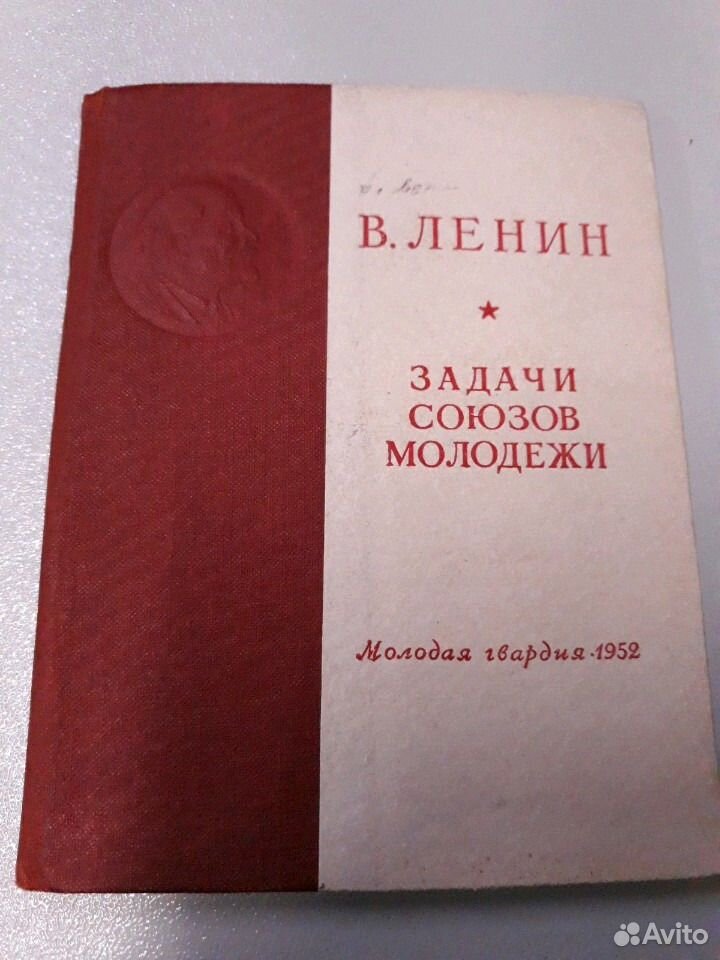 В. ЛЕНИН
★
ЗАДАЧИ
СОЮЗОВ
МОЛОДЕЖИ
Молодая гвардия · 1952
Avito